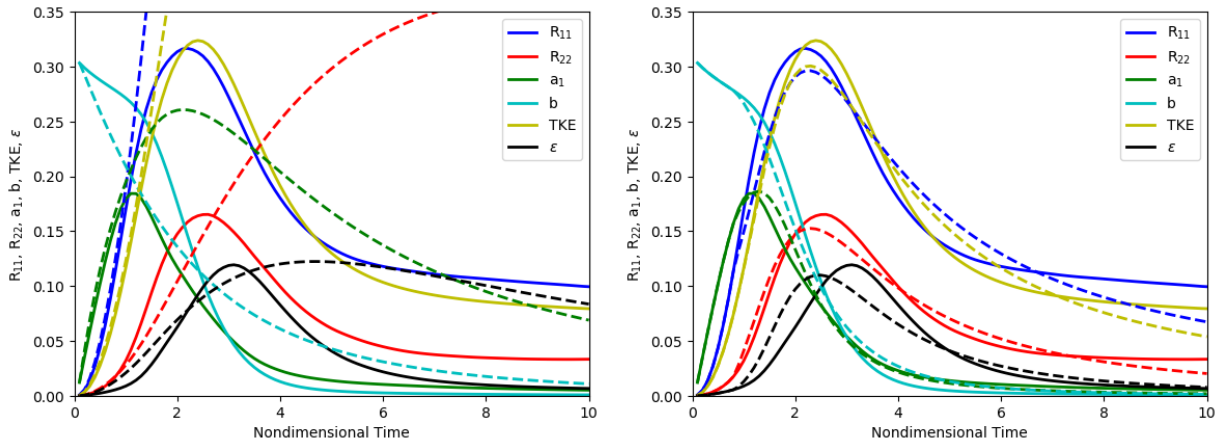 0.35
0.30
0.25
0.20
0.15
0.10
0.05
0.00
R₁₁, R₂₂, a₁, b, TKE, ε
0 2 4 6 8 10
Nondimensional Time
R₁₁
R₂₂
a₁
b
TKE
ε
0.35
0.30
0.25
0.20
0.15
0.10
0.05
0.00
R₁₁, R₂₂, a₁, b, TKE, ε
0 2 4 6 8 10
Nondimensional Time
R₁₁
R₂₂
a₁
b
TKE
ε